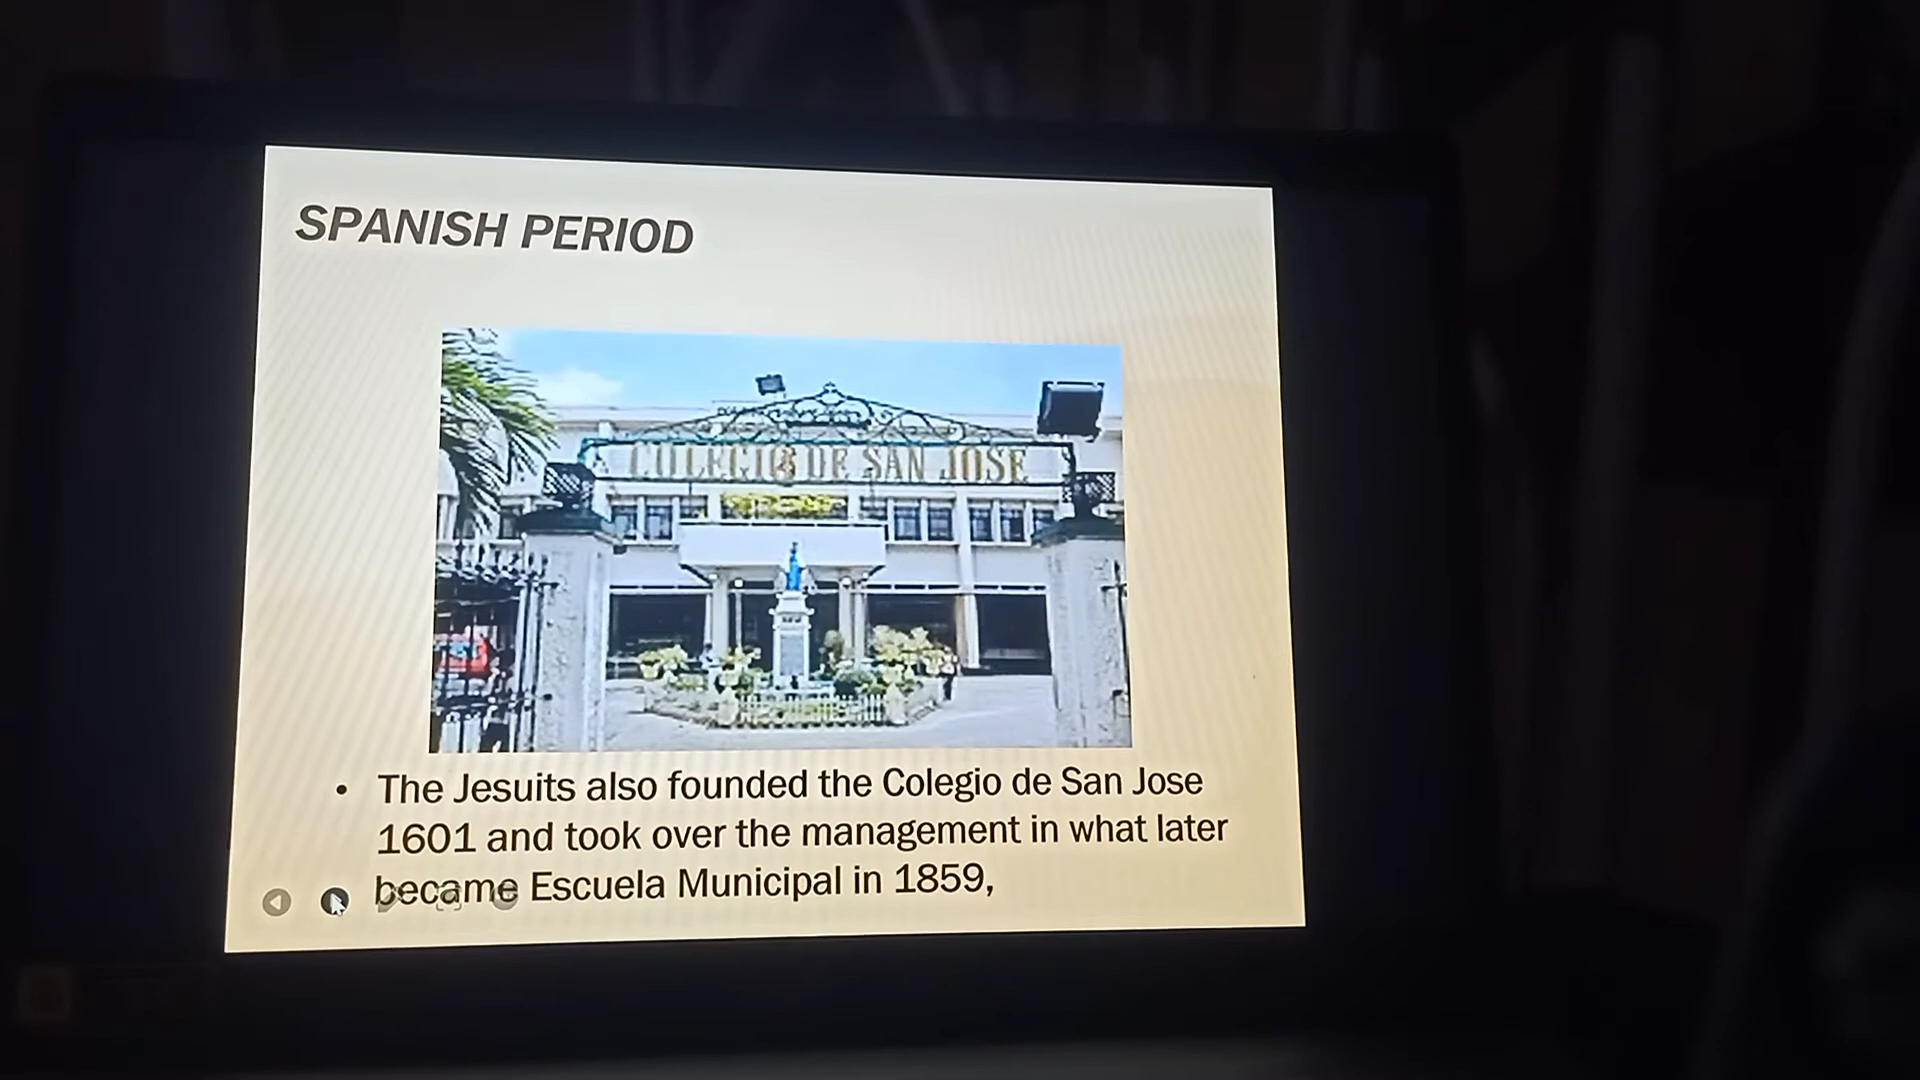 SPANISH PERIOD
COLEGIO DE SAN JOSE
• The Jesuits also founded the Colegio de San Jose
1601 and took over the management in what later
became Escuela Municipal in 1859,